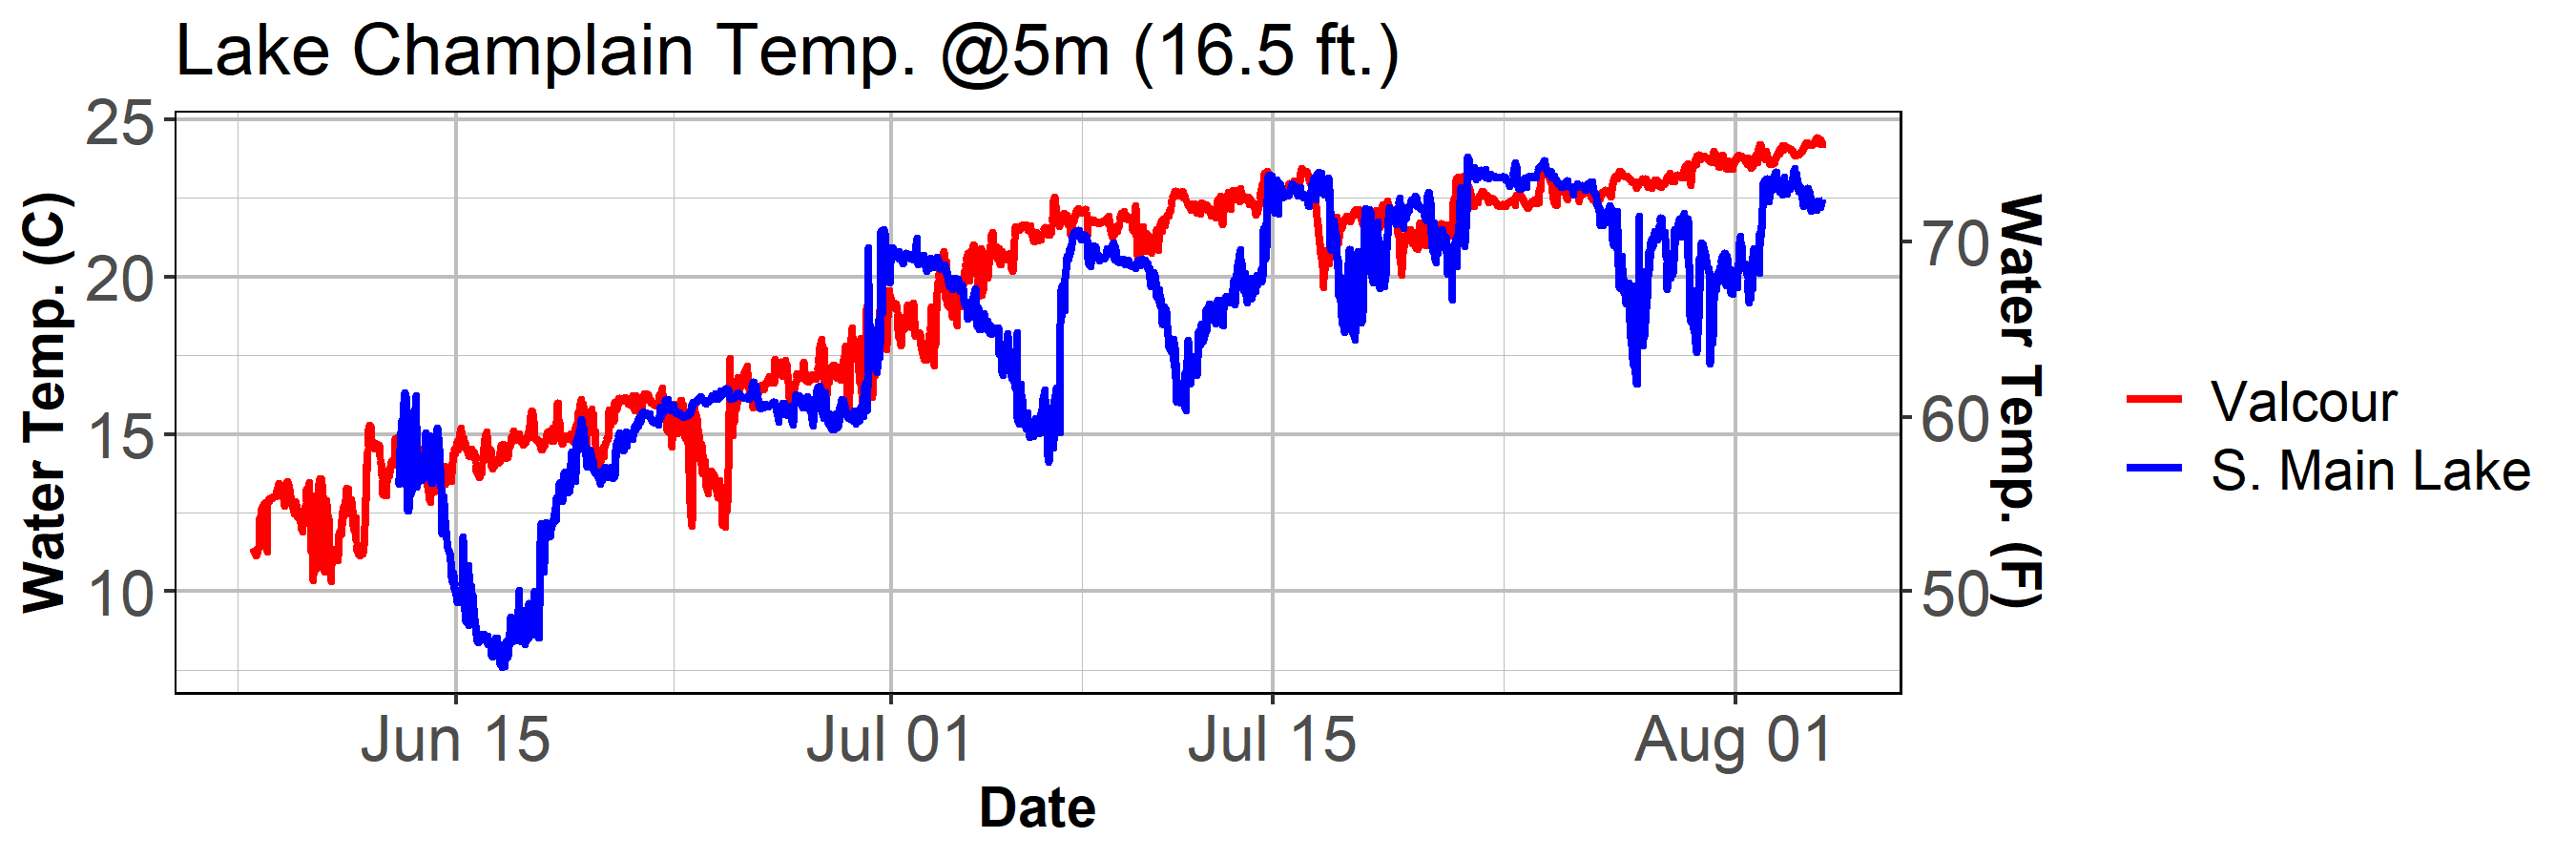 Lake Champlain Temp. @5m (16.5 ft.)
Water Temp. (C)
25
20
15
10
70
60
50
Water Temp. (F)
Jun 15
Jul 01
Jul 15
Aug 01
Date
Valcour
S. Main Lake